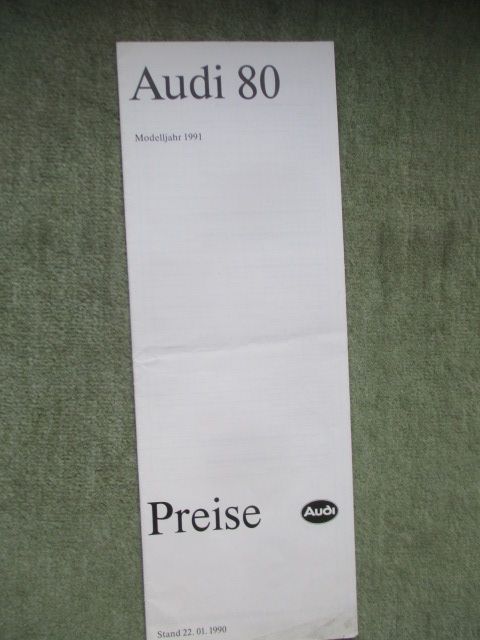 Audi 80
Modelljahr 1991
Preise
Audi
Stand 22. 01. 1990